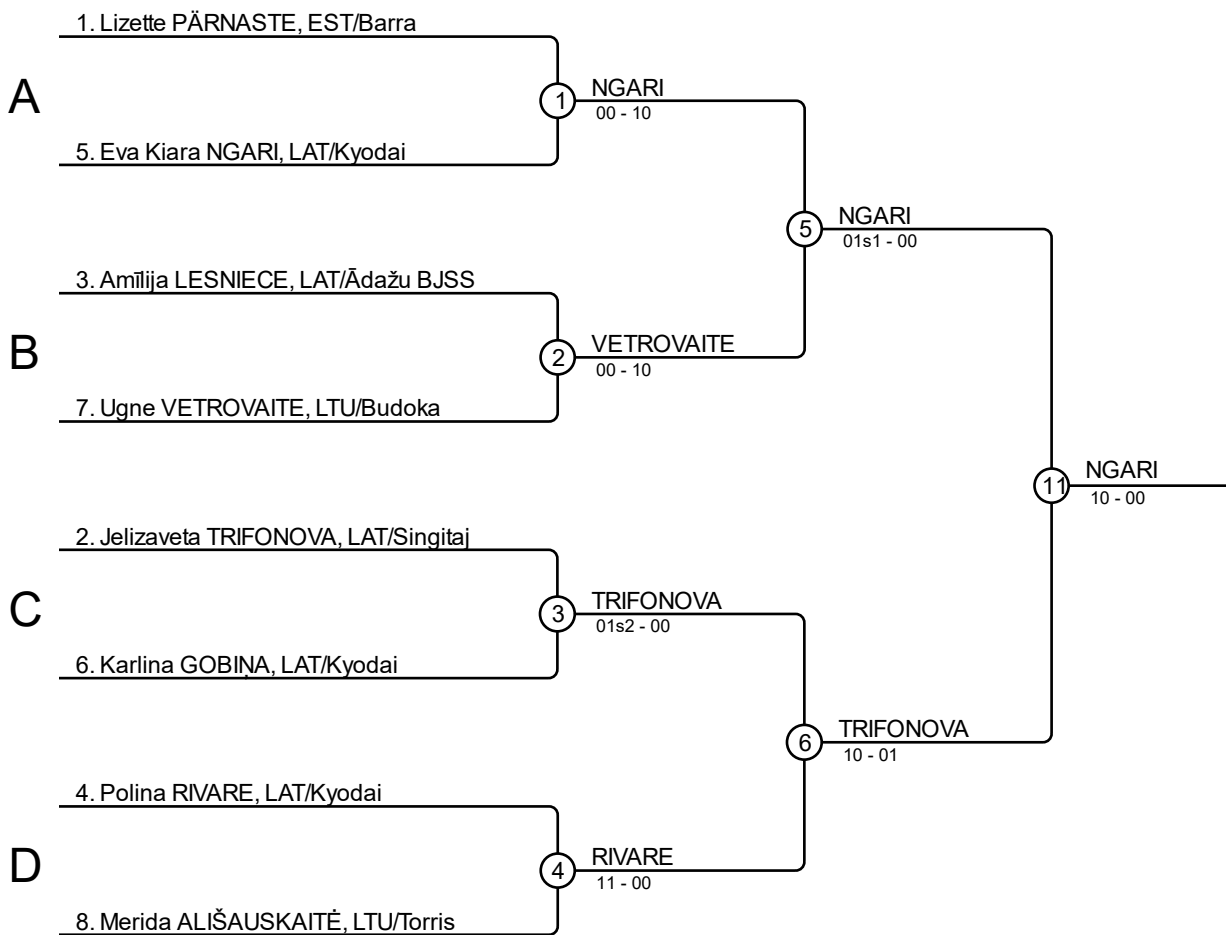 1. Lizette PÄRNASTE, EST/Barra
A
1
NGARI
00 - 10
5. Eva Kiara NGARI, LAT/Kyodai
5
NGARI
01s1 - 00
3. Amīlija LESNIECE, LAT/Ādažu BJSS
B
2
VETROVAITE
00 - 10
7. Ugne VETROVAITE, LTU/Budoka
11
NGARI
10 - 00
2. Jelizaveta TRIFONOVA, LAT/Singitaj
C
3
TRIFONOVA
01s2 - 00
6. Karlina GOBIŅA, LAT/Kyodai
6
TRIFONOVA
10 - 01
4. Polina RIVARE, LAT/Kyodai
D
4
RIVARE
11 - 00
8. Merida ALIŠAUSKAITĖ, LTU/Torris